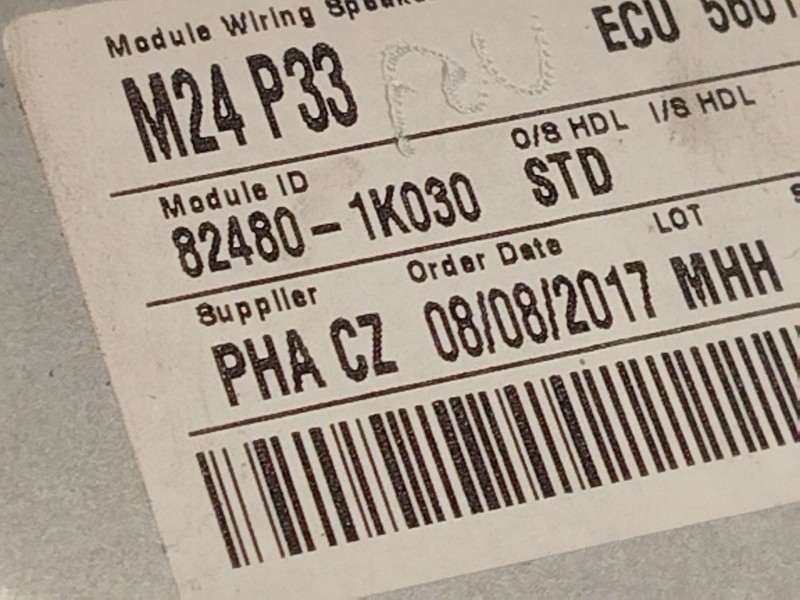 Module Wiring
M24 P33 ECU
Module ID O/S HDL I/S HDL
82480-1K030 STD
Supplier Order Date LOT
PHA CZ 08/08/2017 MHH